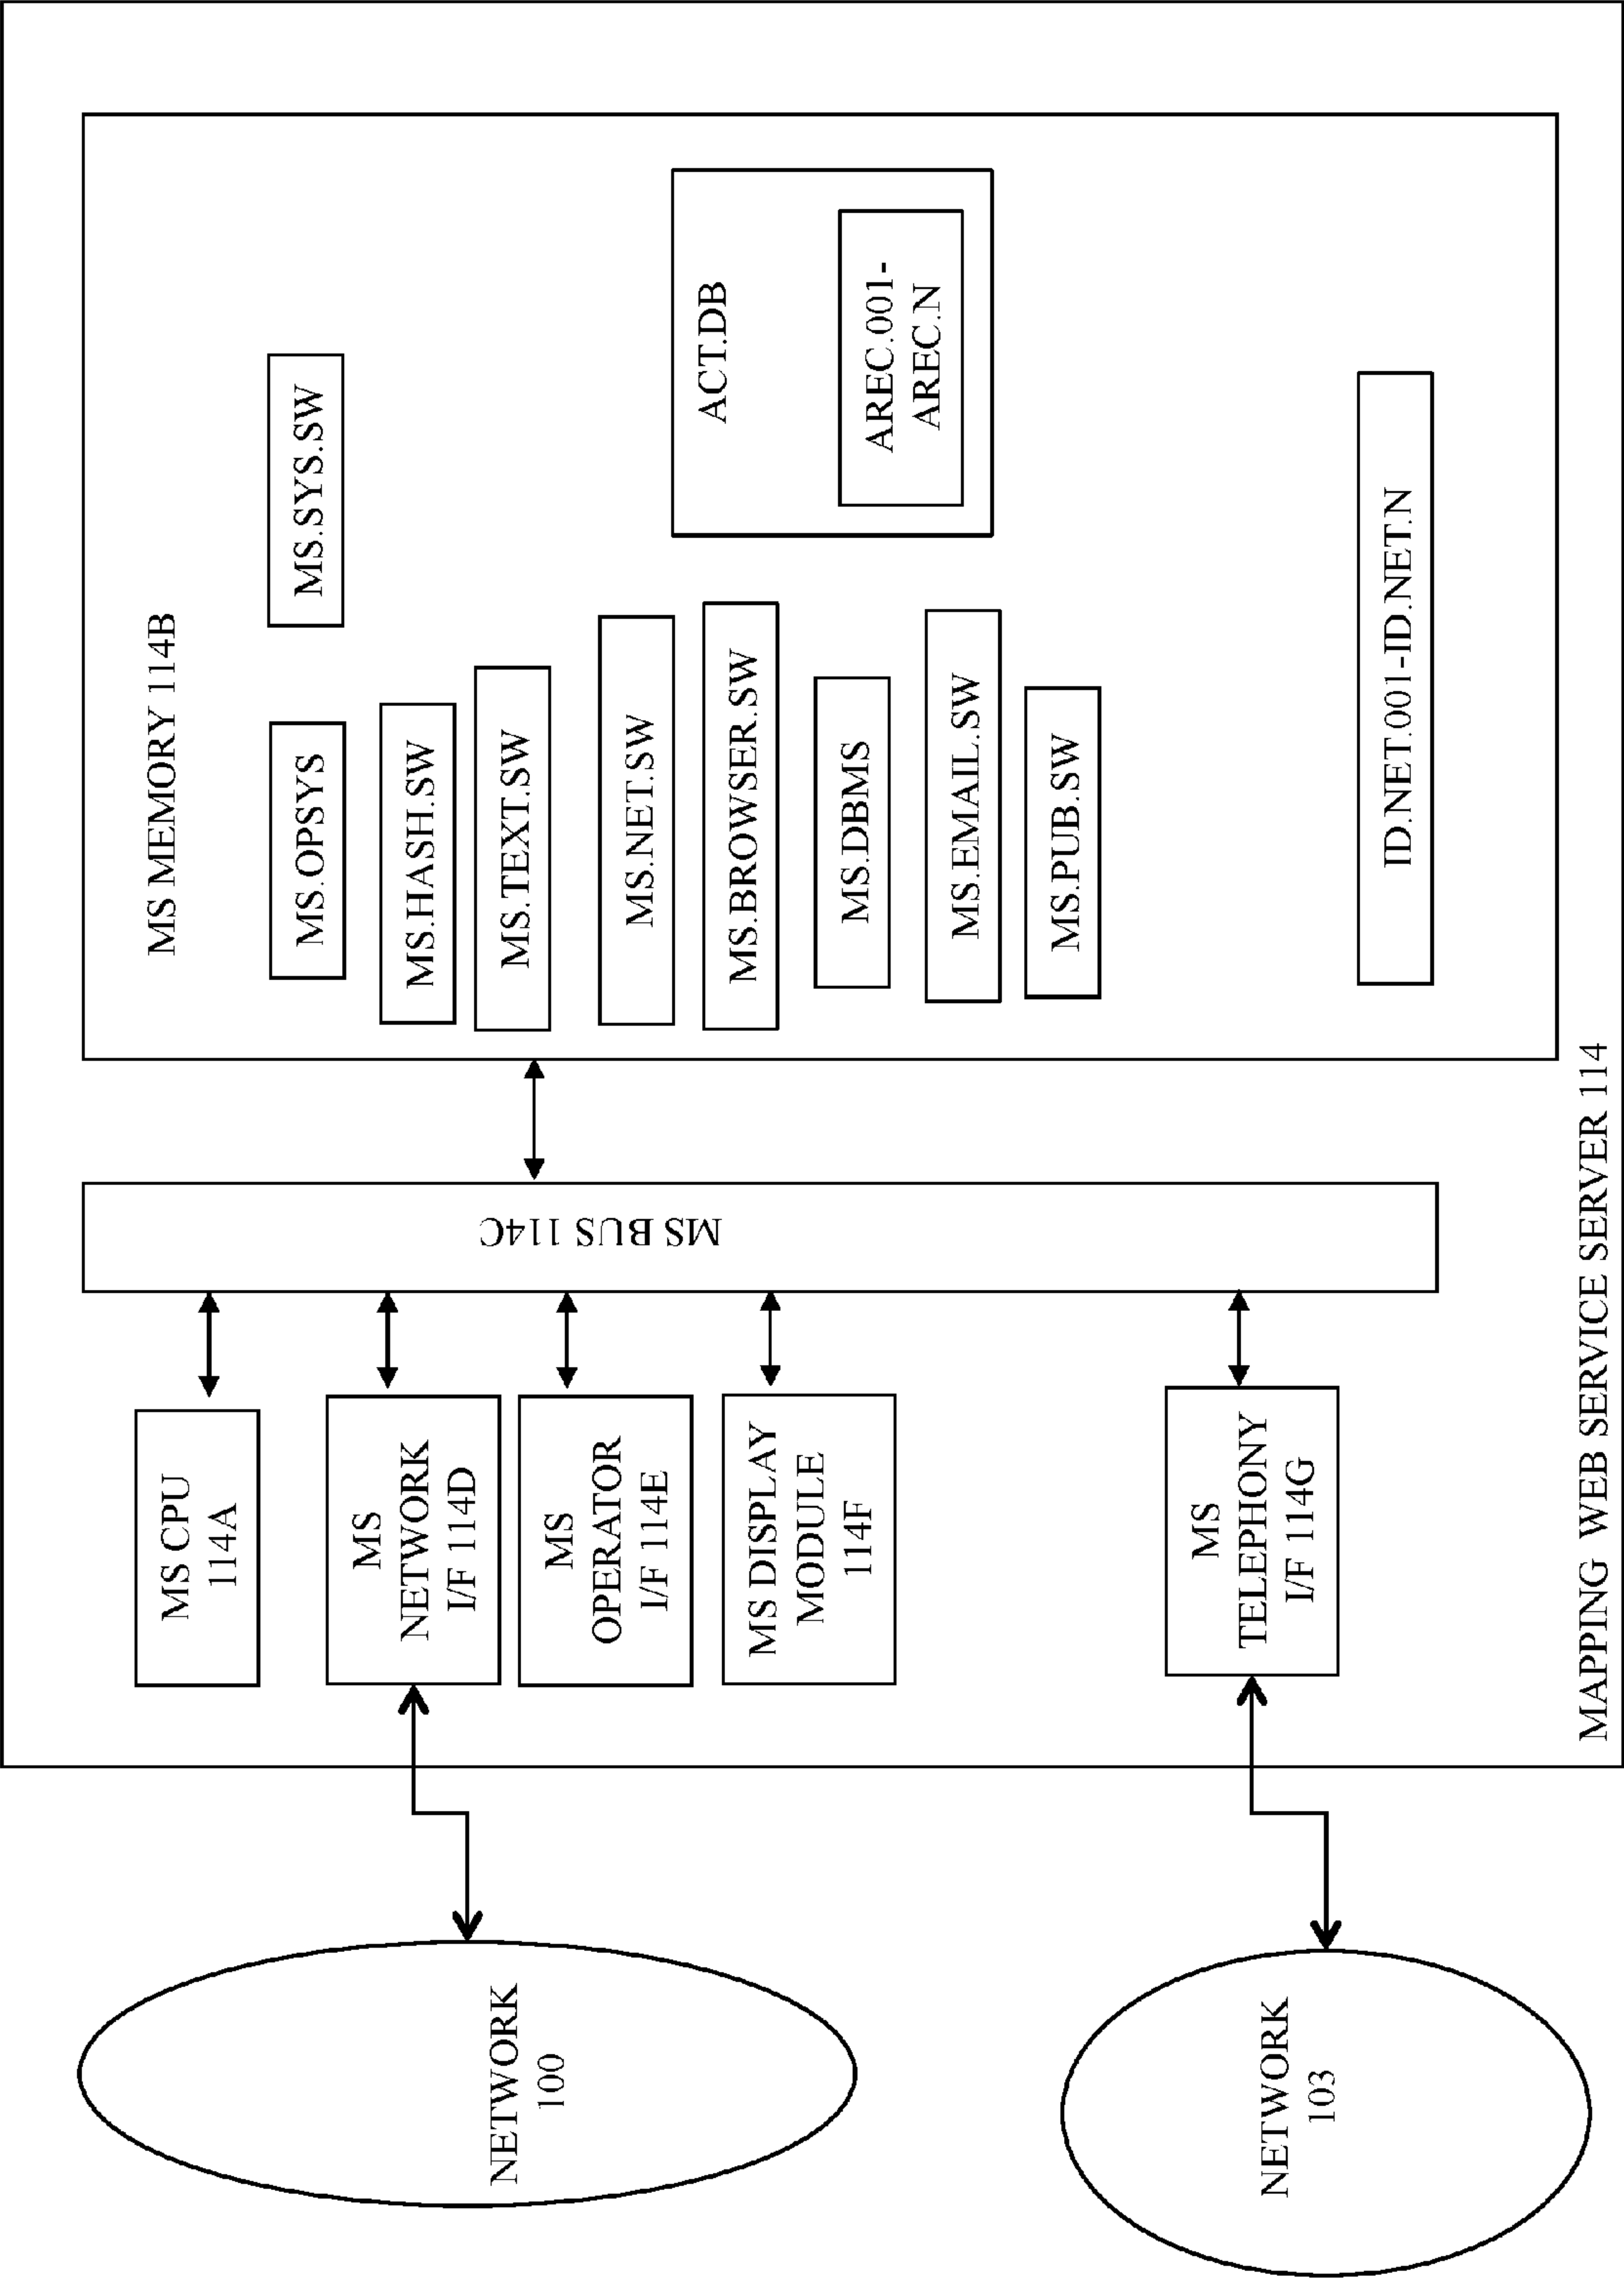 NETWORK
100
NETWORK
103
MS CPU
114A
MS
NETWORK
I/F 114D
MS
OPERATOR
I/F 114E
MS DISPLAY
MODULE
114F
MS
TELEPHONY
I/F 114G
MS BUS 114C
MS MEMORY 114B
MS.OPSYS
MS.SYS.SW
MS.HASH.SW
MS.TEXT.SW
MS.NET.SW
MS.BROWSER.SW
MS.DBMS
MS.EMAIL.SW
MS.PUB.SW
ACT.DB
AREC.001-
AREC.N
ID.NET.001-ID.NET.N
MAPPING WEB SERVICE SERVER 114